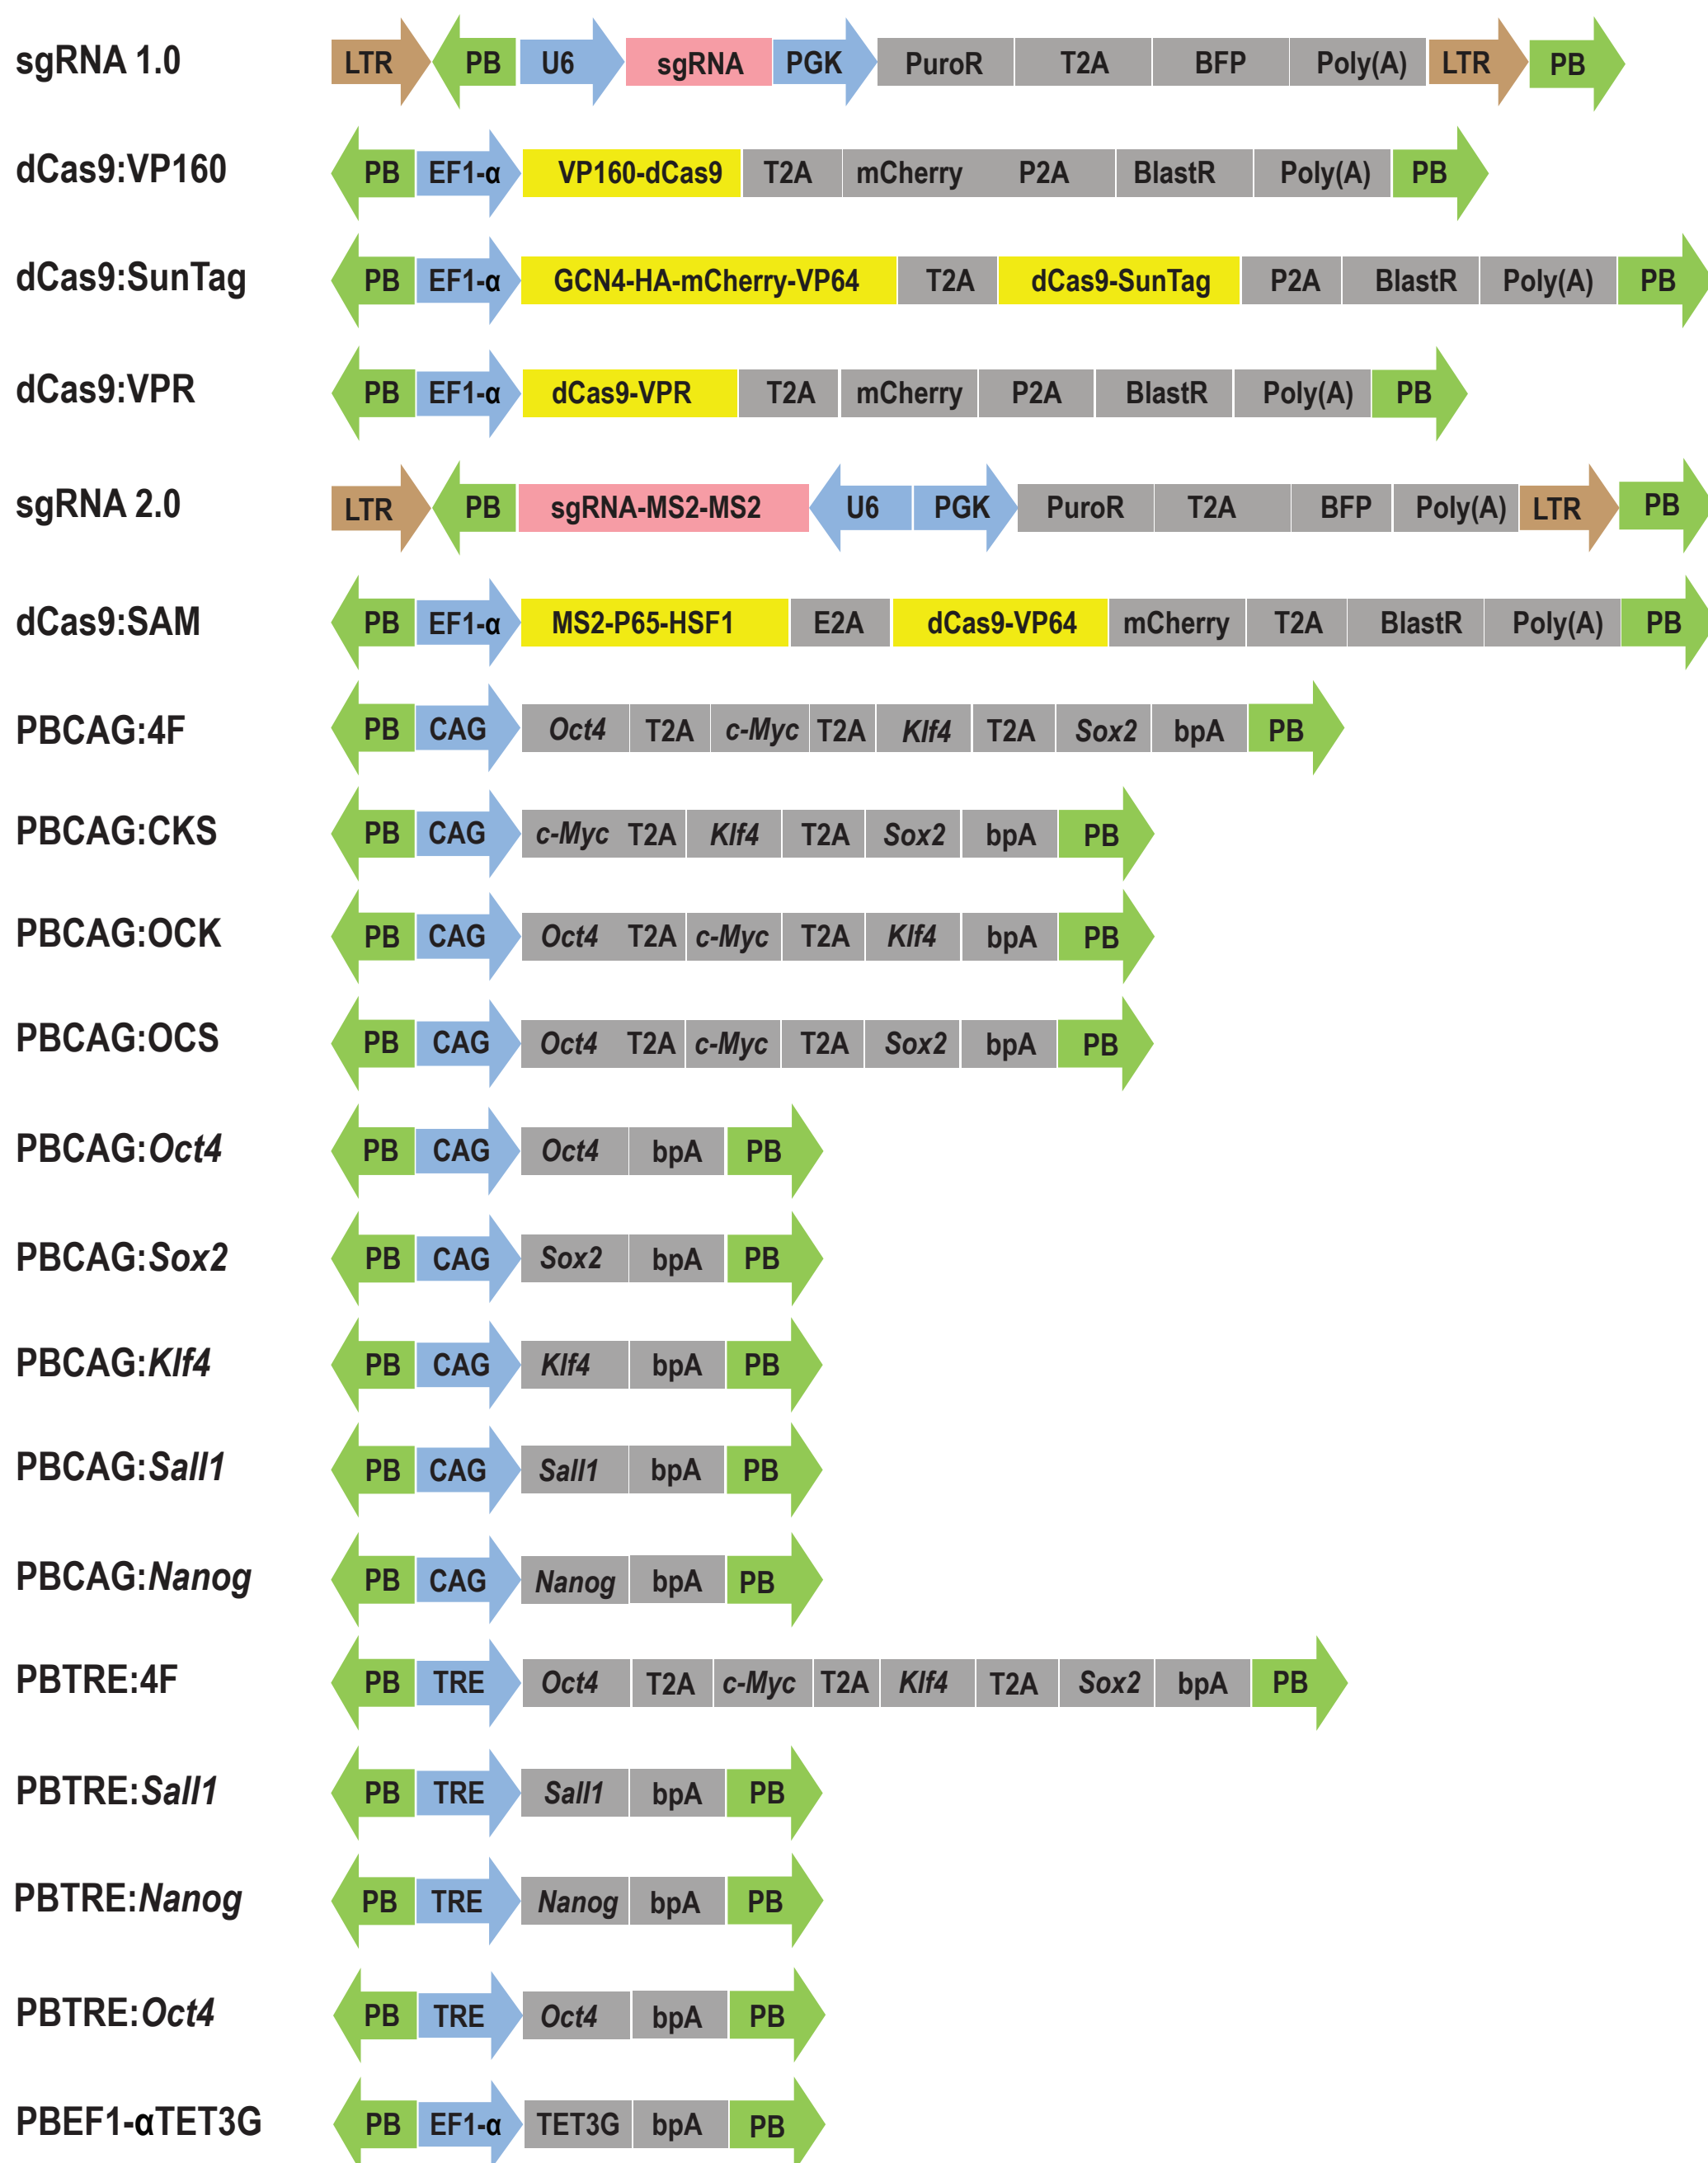 sgRNA 1.0 LTR PB U6 sgRNA PGK PuroR T2A BFP Poly(A) LTR PB
dCas9:VP160 PB EF1-α VP160-dCas9 T2A mCherry P2A BlastR Poly(A) PB
dCas9:SunTag PB EF1-α GCN4-HA-mCherry-VP64 T2A dCas9-SunTag P2A BlastR Poly(A) PB
dCas9:VPR PB EF1-α dCas9-VPR T2A mCherry P2A BlastR Poly(A) PB
sgRNA 2.0 LTR PB sgRNA-MS2-MS2 U6 PGK PuroR T2A BFP Poly(A) LTR PB
dCas9:SAM PB EF1-α MS2-P65-HSF1 E2A dCas9-VP64 mCherry T2A BlastR Poly(A) PB
PBCAG:4F PB CAG Oct4 T2A c-Myc T2A Klf4 T2A Sox2 bpA PB
PBCAG:CKS PB CAG c-Myc T2A Klf4 T2A Sox2 bpA PB
PBCAG:OCK PB CAG Oct4 T2A c-Myc T2A Klf4 bpA PB
PBCAG:OCS PB CAG Oct4 T2A c-Myc T2A Sox2 bpA PB
PBCAG:Oct4 PB CAG Oct4 bpA PB
PBCAG:Sox2 PB CAG Sox2 bpA PB
PBCAG:Klf4 PB CAG Klf4 bpA PB
PBCAG:Sall1 PB CAG Sall1 bpA PB
PBCAG:Nanog PB CAG Nanog bpA PB
PBTRE:4F PB TRE Oct4 T2A c-Myc T2A Klf4 T2A Sox2 bpA PB
PBTRE:Sall1 PB TRE Sall1 bpA PB
PBTRE:Nanog PB TRE Nanog bpA PB
PBTRE:Oct4 PB TRE Oct4 bpA PB
PBEF1-αTET3G PB EF1-α TET3G bpA PB